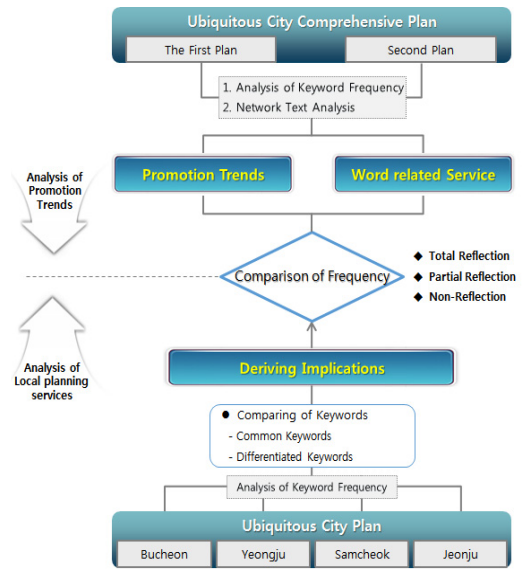 Ubiquitous City Comprehensive Plan
The First Plan
Second Plan
1. Analysis of Keyword Frequency
2. Network Text Analysis
Promotion Trends
Word related Service
Analysis of
Promotion
Trends
Comparison of Frequency
◆ Total Reflection
◆ Partial Reflection
◆ Non-Reflection
Analysis of
Local planning
services
Deriving Implications
● Comparing of Keywords
- Common Keywords
- Differentiated Keywords
Analysis of Keyword Frequency
Ubiquitous City Plan
Bucheon
Yeongju
Samcheok
Jeonju